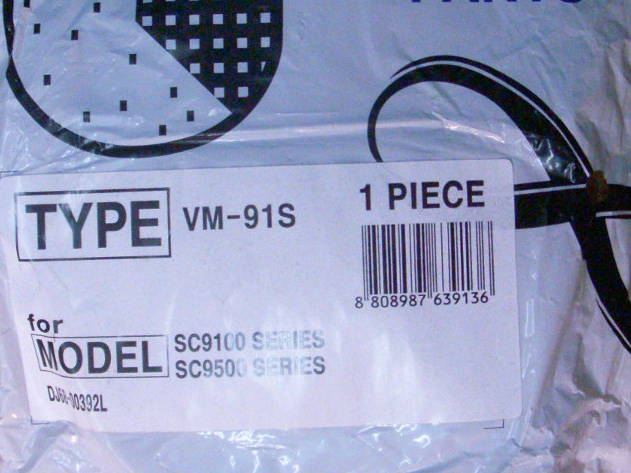 TYPE VM-91S
1 PIECE
8 808987 639136
for
MODEL
SC9100 SERIES
SC9500 SERIES